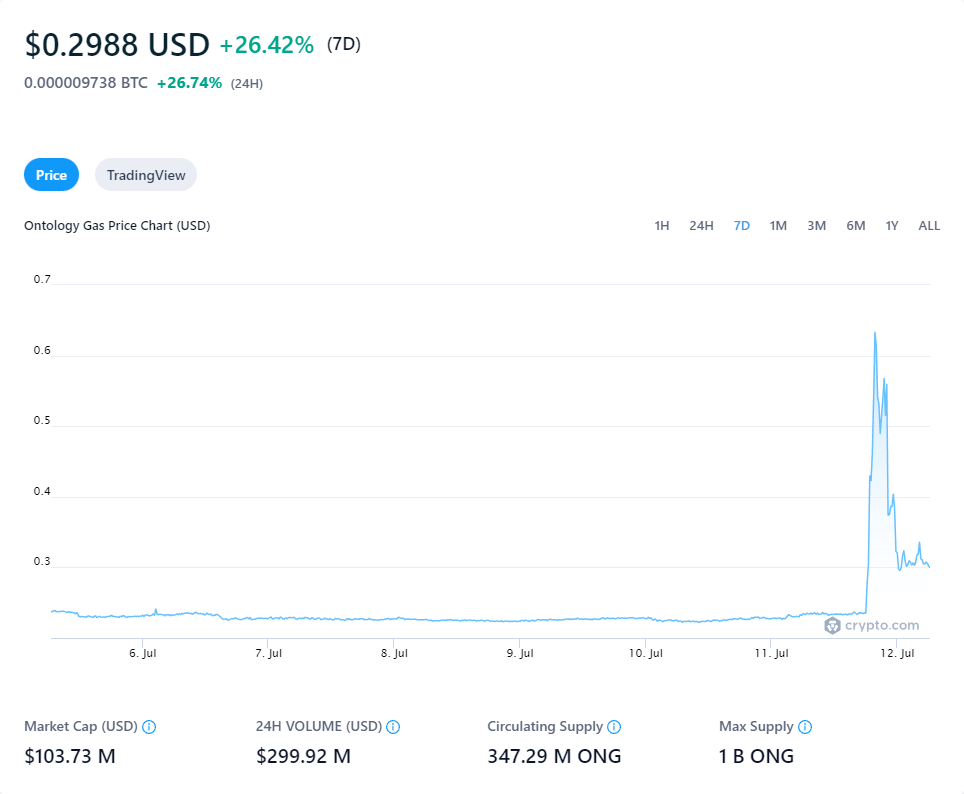 $0.2988 USD +26.42% (7D)
0.000009738 BTC +26.74% (24H)
Price TradingView
Ontology Gas Price Chart (USD) 1H 24H 7D 1M 3M 6M 1Y ALL
0.7
0.6
0.5
0.4
0.3
crypto.com
6. Jul 7. Jul 8. Jul 9. Jul 10. Jul 11. Jul 12. Jul
Market Cap (USD) 24H VOLUME (USD) Circulating Supply Max Supply
$103.73 M $299.92 M 347.29 M ONG 1 B ONG